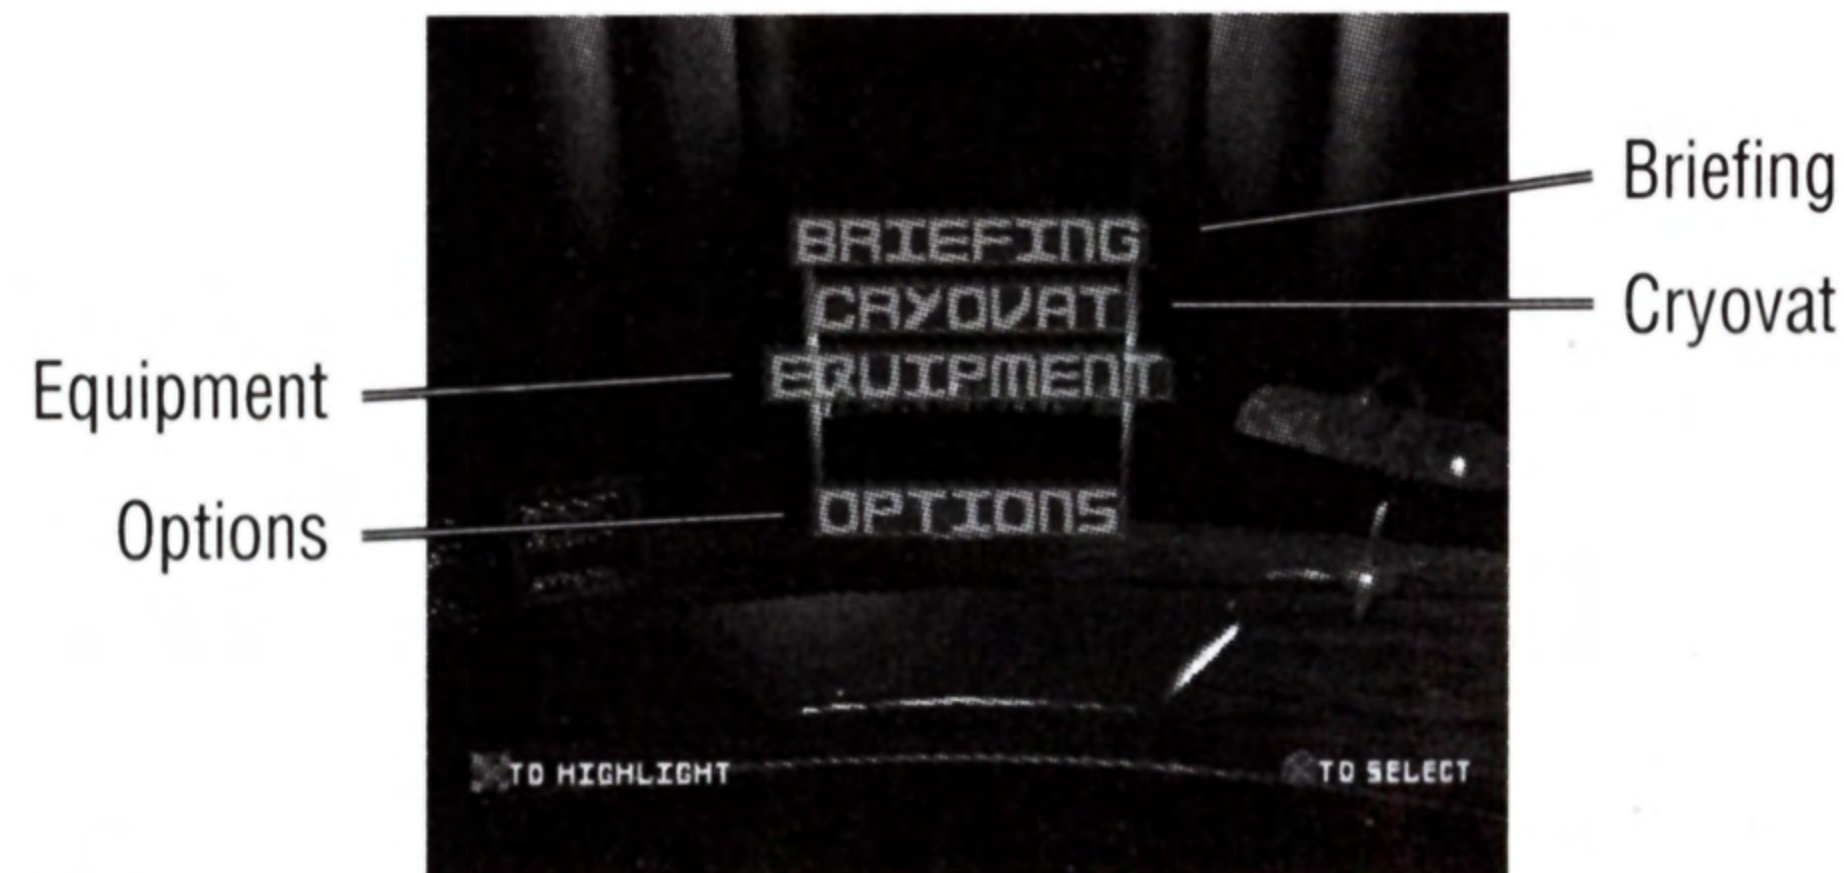 Briefing
BRIEFING
Cryovat
CRYOVAT
Equipment
EQUIPMENT
Options
OPTIONS
TO HIGHLIGHT
TO SELECT